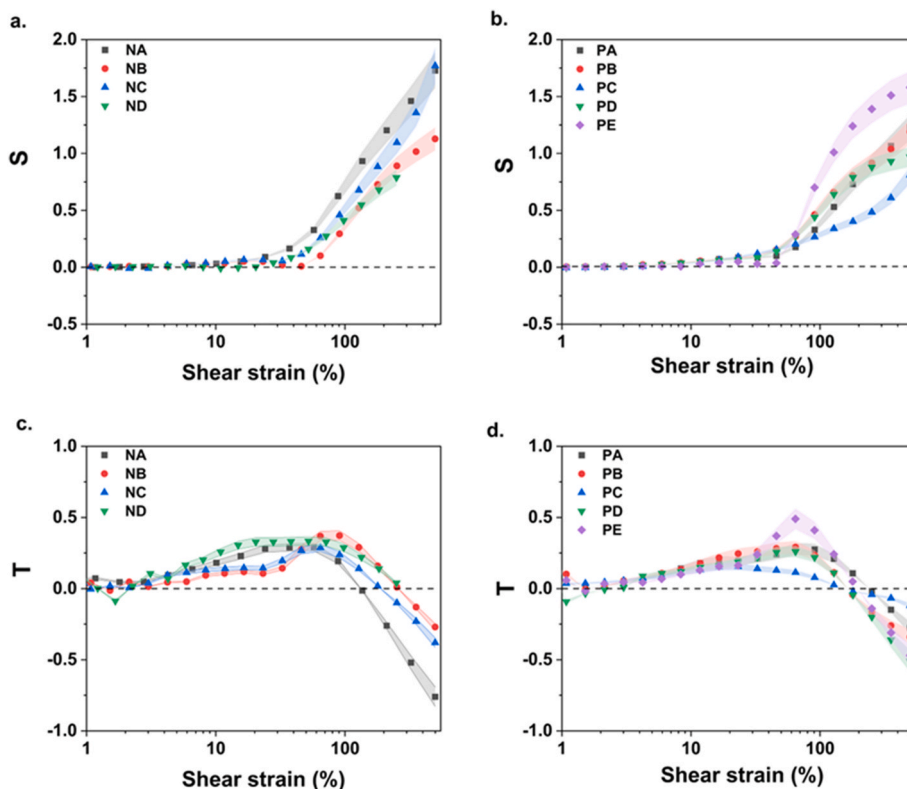 a.
2.0
1.5
1.0
0.5
0.0
-0.5
S
NA
NB
NC
ND
1 10 100
Shear strain (%)
b.
2.0
1.5
1.0
0.5
0.0
-0.5
S
PA
PB
PC
PD
PE
1 10 100
Shear strain (%)
c.
1.0
0.5
0.0
-0.5
-1.0
T
NA
NB
NC
ND
1 10 100
Shear strain (%)
d.
1.0
0.5
0.0
-0.5
-1.0
T
PA
PB
PC
PD
PE
1 10 100
Shear strain (%)